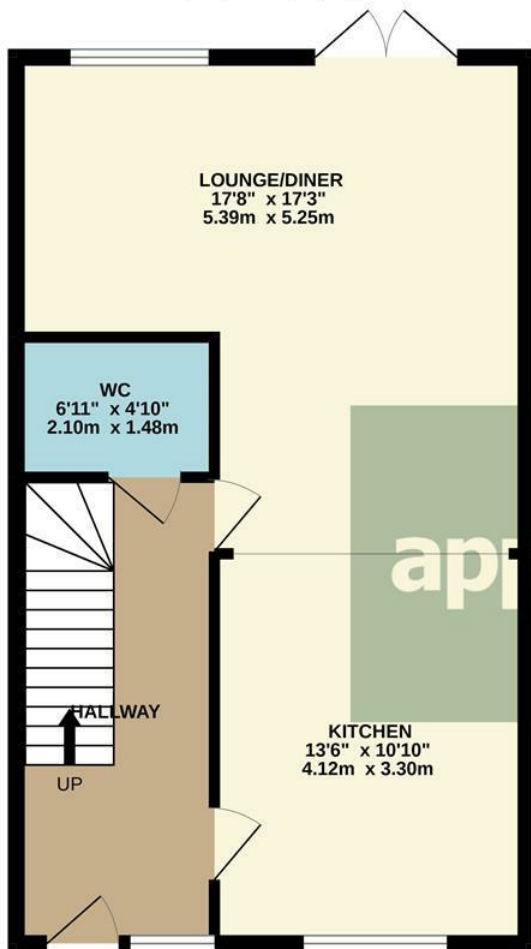 LOUNGE/DINER
17'8" x 17'3"
5.39m x 5.25m
WC
6'11" x 4'10"
2.10m x 1.48m
HALLWAY
UP
KITCHEN
13'6" x 10'10"
4.12m x 3.30m